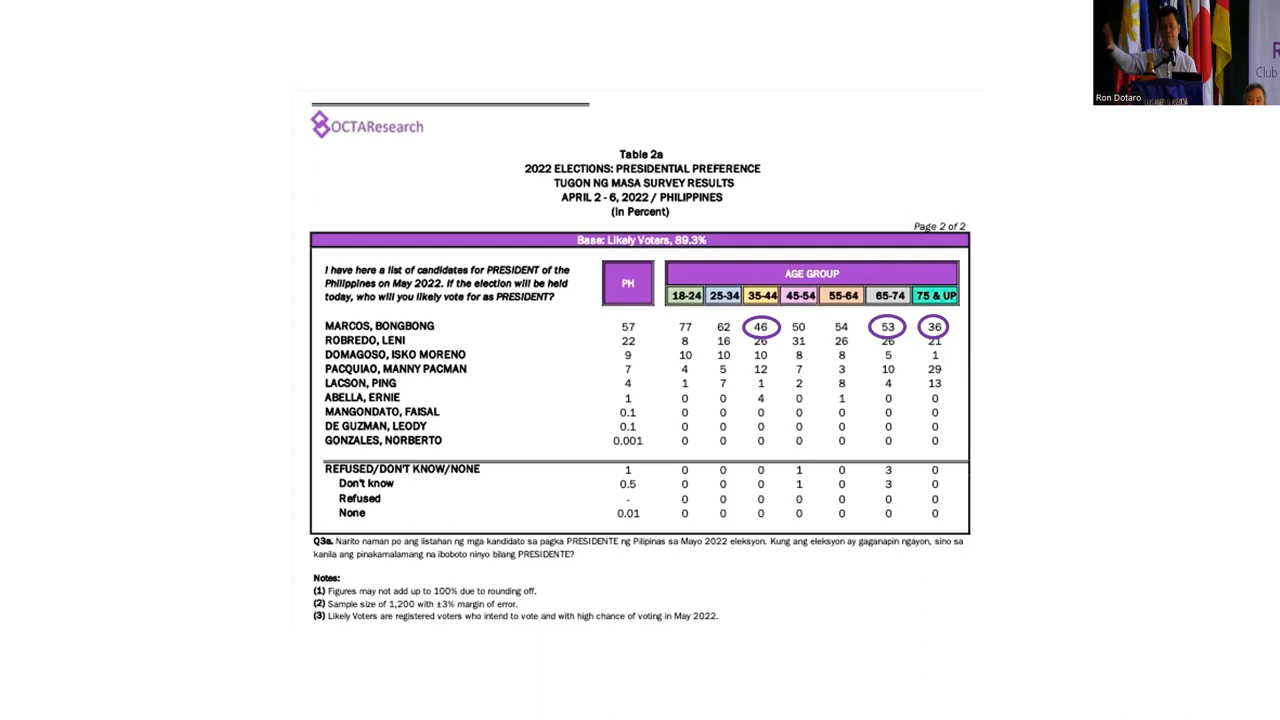 Ron Dotaro
R
Club
OCTAResearch
Table 2a
2022 ELECTIONS: PRESIDENTIAL PREFERENCE
TUGON NG MASA SURVEY RESULTS
APRIL 2 - 6, 2022 / PHILIPPINES
(In Percent)
Page 2 of 2
Base: Likely Voters, 89.3%
I have here a list of candidates for PRESIDENT of the
Philippines on May 2022. If the election will be held
today, who will you likely vote for as PRESIDENT?
PH
AGE GROUP
18-24 25-34 35-44 45-54 55-64 65-74 75 & UP
MARCOS, BONGBONG 57 77 62 46 50 54 53 36
ROBREDO, LENI 22 8 16 26 31 26 26 21
DOMAGOSO, ISKO MORENO 9 10 10 10 8 8 5 1
PACQUIAO, MANNY PACMAN 7 4 5 12 7 3 10 29
LACSON, PING 4 1 7 1 2 8 4 13
ABELLA, ERNIE 1 0 0 4 0 1 0 0
MANGONDATO, FAISAL 0.1 0 0 0 0 0 0 0
DE GUZMAN, LEODY 0.1 0 0 0 0 0 0 0
GONZALES, NORBERTO 0.001 0 0 0 0 0 0 0
REFUSED/DON'T KNOW/NONE 1 0 0 0 1 0 3 0
Don't know 0.5 0 0 0 1 0 3 0
Refused - 0 0 0 0 0 0 0
None 0.01 0 0 0 0 0 0 0
Q3a. Narito naman po ang listahan ng mga kandidato sa pagka PRESIDENTE ng Pilipinas sa Mayo 2022 eleksyon. Kung ang eleksyon ay gaganapin ngayon, sino sa
kanila ang pinakamalamang na iboboto ninyo bilang PRESIDENTE?
Notes:
(1) Figures may not add up to 100% due to rounding off.
(2) Sample size of 1,200 with ±3% margin of error.
(3) Likely Voters are registered voters who intend to vote and with high chance of voting in May 2022.